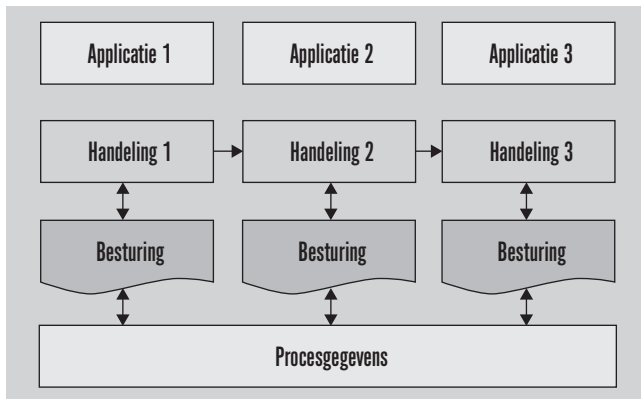 Applicatie 1
Applicatie 2
Applicatie 3
Handeling 1
Handeling 2
Handeling 3
Besturing
Besturing
Besturing
Procesgegevens